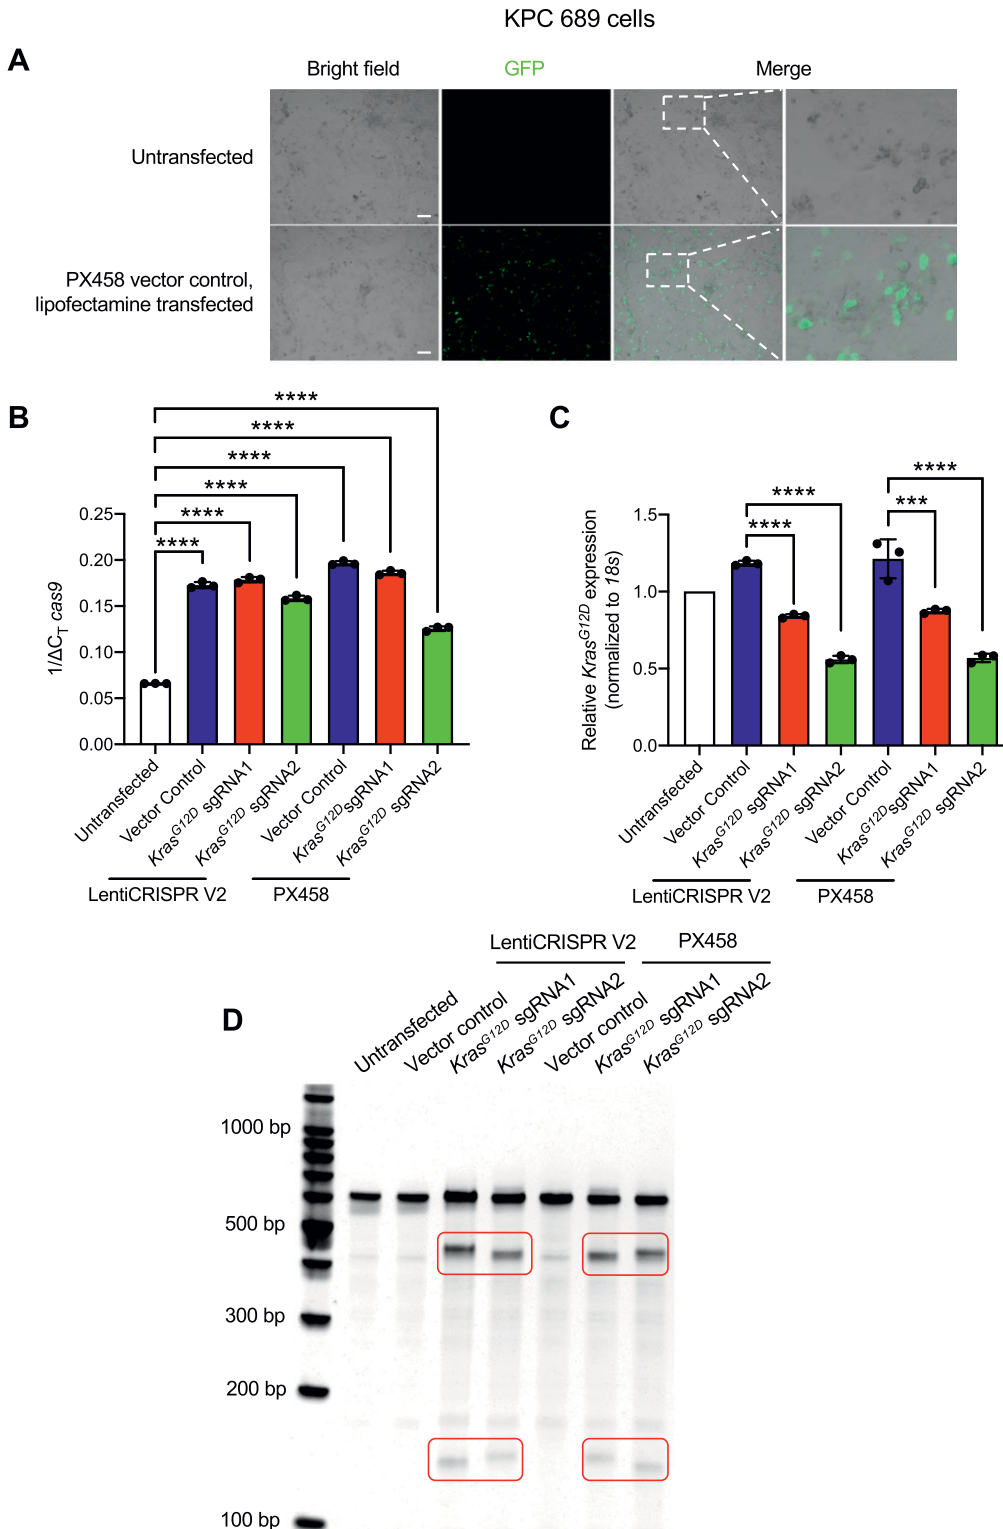 KPC 689 cells
A
Bright field
GFP
Merge
Untransfected
PX458 vector control,
lipofectamine transfected
B
****
****
****
****
****
****
0.25
0.20
0.15
0.10
0.05
0.00
1/ΔCT cas9
Untransfected
Vector Control
KrasG12D sgRNA1
KrasG12D sgRNA2
Vector Control
KrasG12D sgRNA1
KrasG12D sgRNA2
LentiCRISPR V2
PX458
C
****
****
****
***
1.5
1.0
0.5
0.0
Relative KrasG12D expression
(normalized to 18s)
Untransfected
Vector Control
KrasG12D sgRNA1
KrasG12D sgRNA2
Vector Control
KrasG12D sgRNA1
KrasG12D sgRNA2
LentiCRISPR V2
PX458
D
LentiCRISPR V2
PX458
Untransfected
Vector control
KrasG12D sgRNA1
KrasG12D sgRNA2
Vector control
KrasG12D sgRNA1
KrasG12D sgRNA2
1000 bp
500 bp
300 bp
200 bp
100 bp